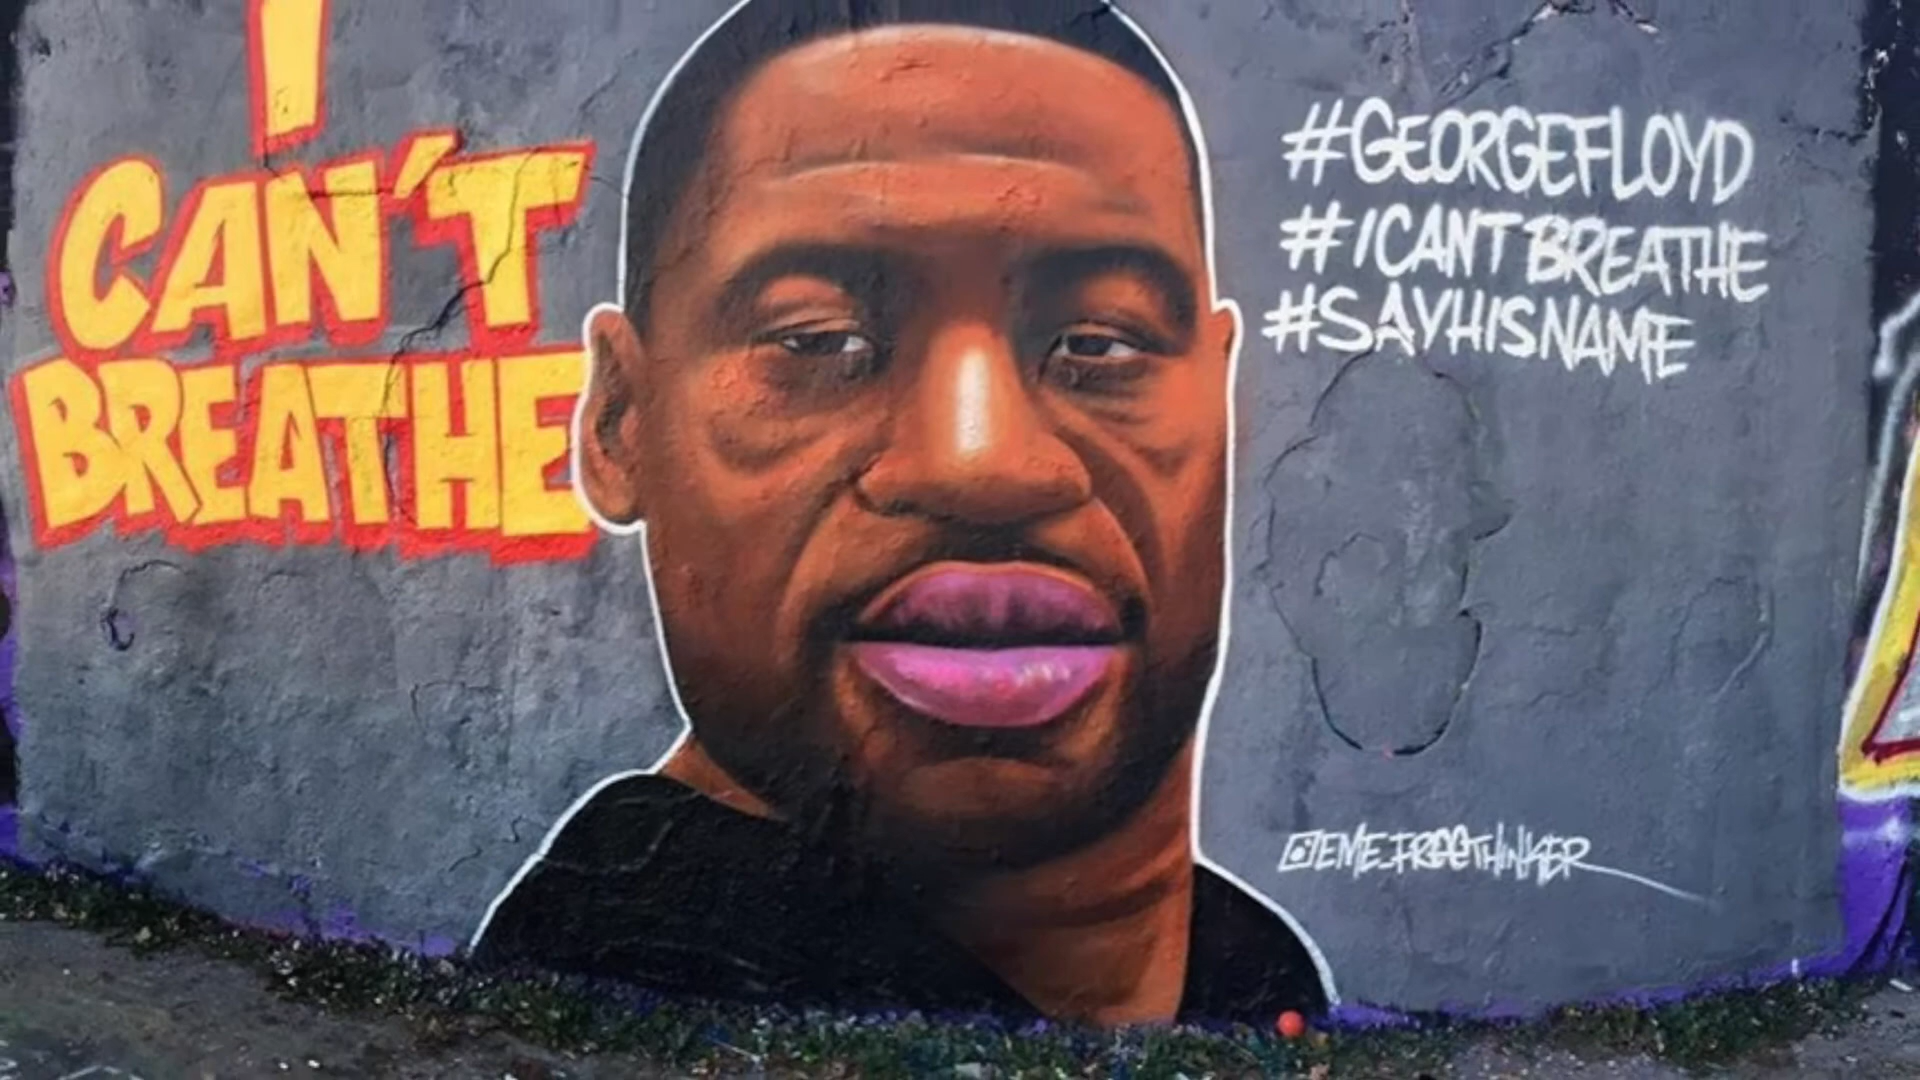 I
CAN'T
BREATHE
#GEORGEFLOYD
#ICANTBREATHE
#SAYHISNAME
EME_FREETHINKER